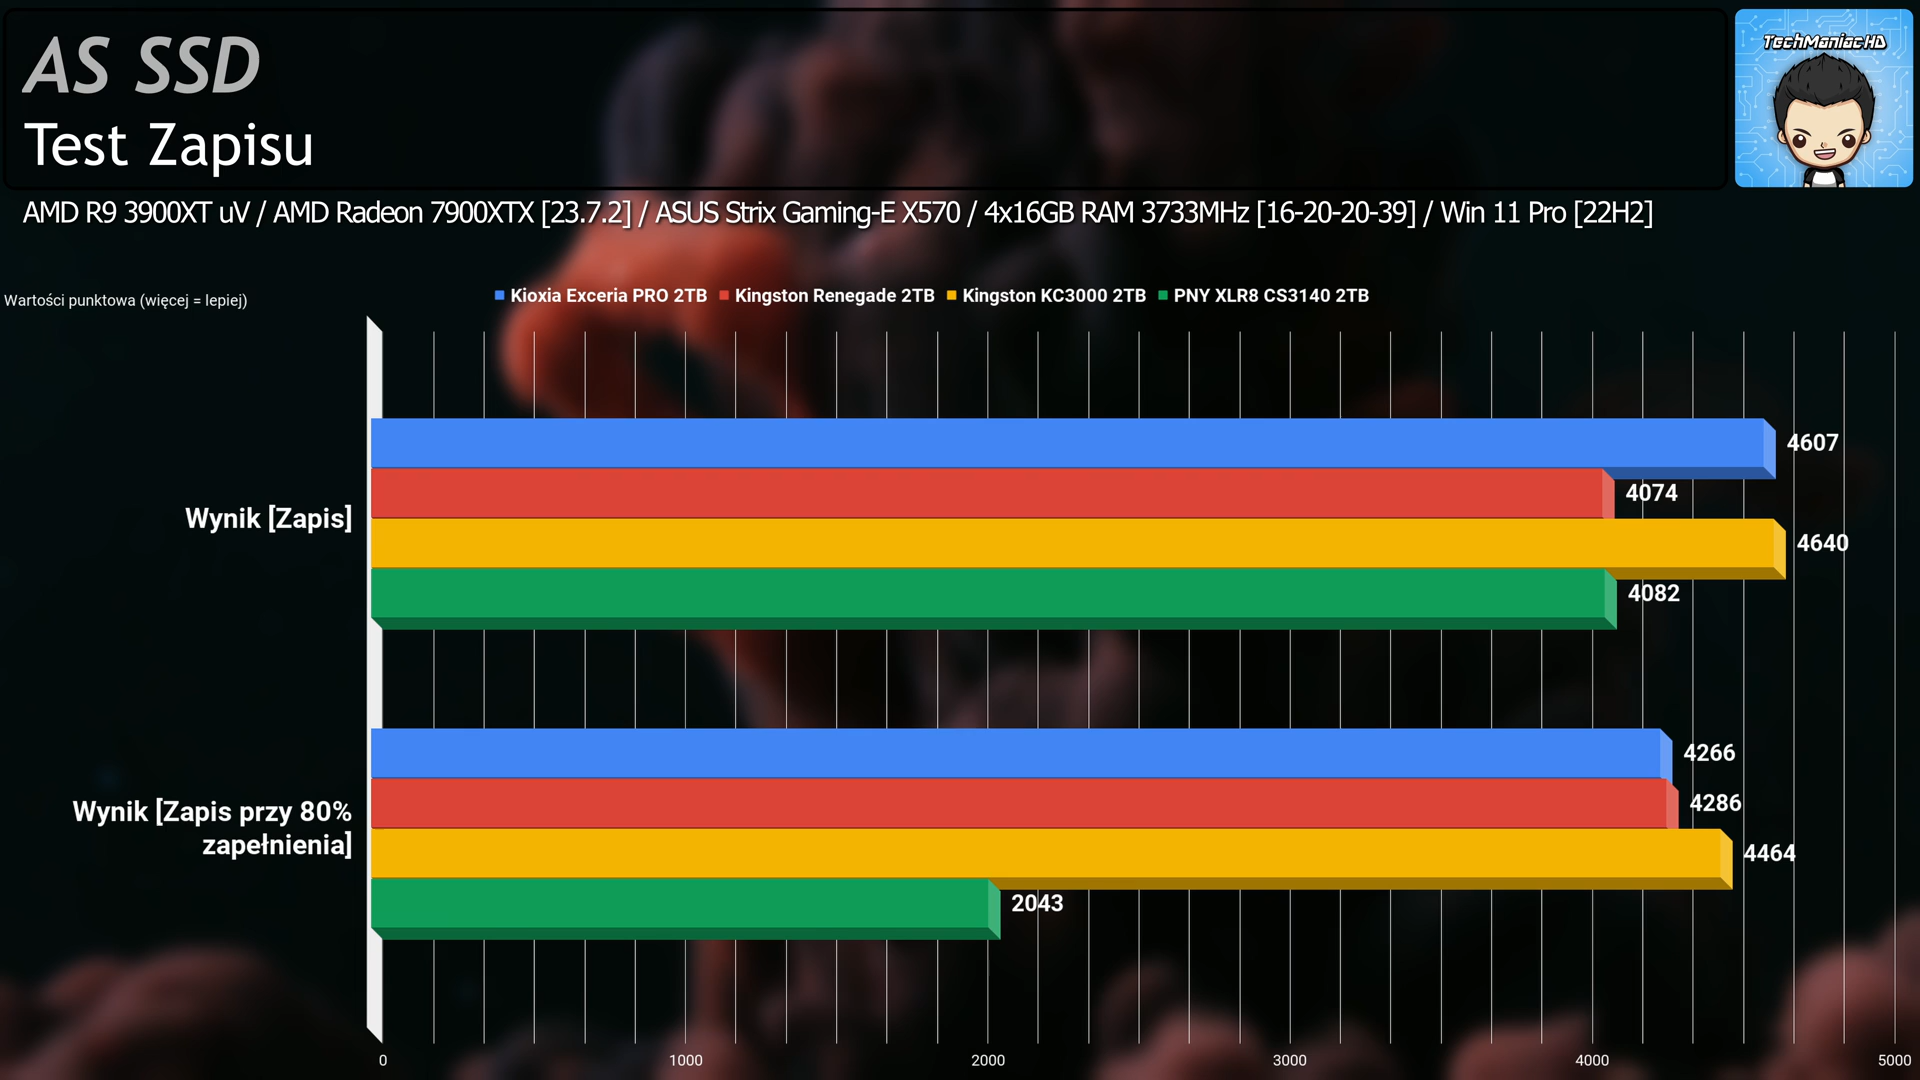 AS SSD
Test Zapisu
TechManiacHD
AMD R9 3900XT uV / AMD Radeon 7900XTX [23.7.2] / ASUS Strix Gaming-E X570 / 4x16GB RAM 3733MHz [16-20-20-39] / Win 11 Pro [22H2]
Wartości punktowa (więcej = lepiej)
Kioxia Exceria PRO 2TB Kingston Renegade 2TB Kingston KC3000 2TB PNY XLR8 CS3140 2TB
4607
4074
Wynik [Zapis]
4640
4082
4266
4286
Wynik [Zapis przy 80%
zapełnienia]
4464
2043
0 1000 2000 3000 4000 5000